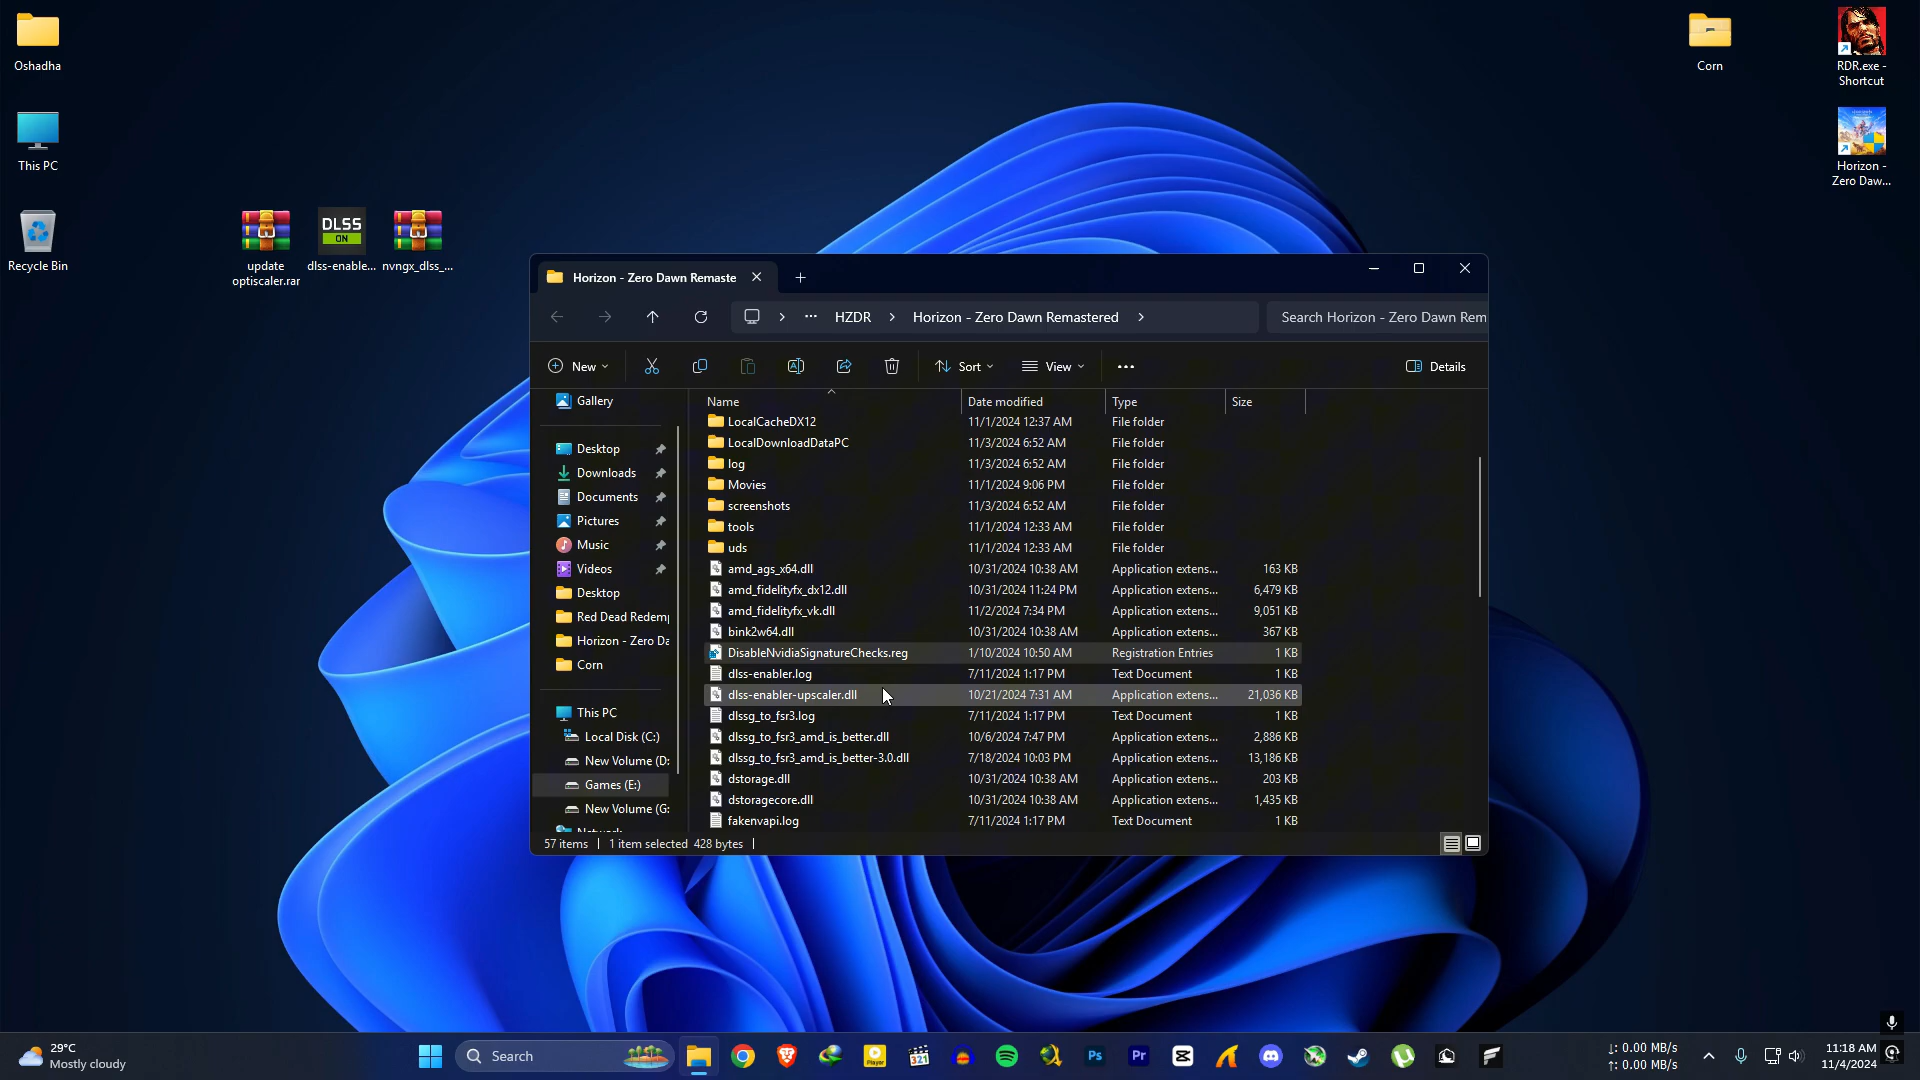 Oshadha
This PC
Recycle Bin
update
optiscaler.rar
DLSS
ON
dlss-enable...
nvngx_dlss_...
Corn
RDR.exe -
Shortcut
Horizon -
Zero Daw...
Horizon - Zero Dawn Remaste
HZDR
Horizon - Zero Dawn Remastered
Search Horizon - Zero Dawn Rem
New
Sort
View
Details
Gallery
Desktop
Downloads
Documents
Pictures
Music
Videos
Desktop
Red Dead Redem
Horizon - Zero Da
Corn
This PC
Local Disk (C:)
New Volume (D:
Games (E:)
New Volume (G:
Network
Name Date modified Type Size
LocalCacheDX12 11/1/2024 12:37 AM File folder
LocalDownloadDataPC 11/3/2024 6:52 AM File folder
log 11/3/2024 6:52 AM File folder
Movies 11/1/2024 9:06 PM File folder
screenshots 11/3/2024 6:52 AM File folder
tools 11/1/2024 12:33 AM File folder
uds 11/1/2024 12:33 AM File folder
amd_ags_x64.dll 10/31/2024 10:38 AM Application extens... 163 KB
amd_fidelityfx_dx12.dll 10/31/2024 11:24 PM Application extens... 6,479 KB
amd_fidelityfx_vk.dll 11/2/2024 7:34 PM Application extens... 9,051 KB
bink2w64.dll 10/31/2024 10:38 AM Application extens... 367 KB
DisableNvidiaSignatureChecks.reg 1/10/2024 10:50 AM Registration Entries 1 KB
dlss-enabler.log 7/11/2024 1:17 PM Text Document 1 KB
dlss-enabler-upscaler.dll 10/21/2024 7:31 AM Application extens... 21,036 KB
dlssg_to_fsr3.log 7/11/2024 1:17 PM Text Document 1 KB
dlssg_to_fsr3_amd_is_better.dll 10/6/2024 7:47 PM Application extens... 2,886 KB
dlssg_to_fsr3_amd_is_better-3.0.dll 7/18/2024 10:03 PM Application extens... 13,186 KB
dstorage.dll 10/31/2024 10:38 AM Application extens... 203 KB
dstoragecore.dll 10/31/2024 10:38 AM Application extens... 1,435 KB
fakenvapi.log 7/11/2024 1:17 PM Text Document 1 KB
57 items 1 item selected 428 bytes
29°C
Mostly cloudy
Search
Player
321
Ps
Pr
↓: 0.00 MB/s
↑: 0.00 MB/s
11:18 AM
11/4/2024